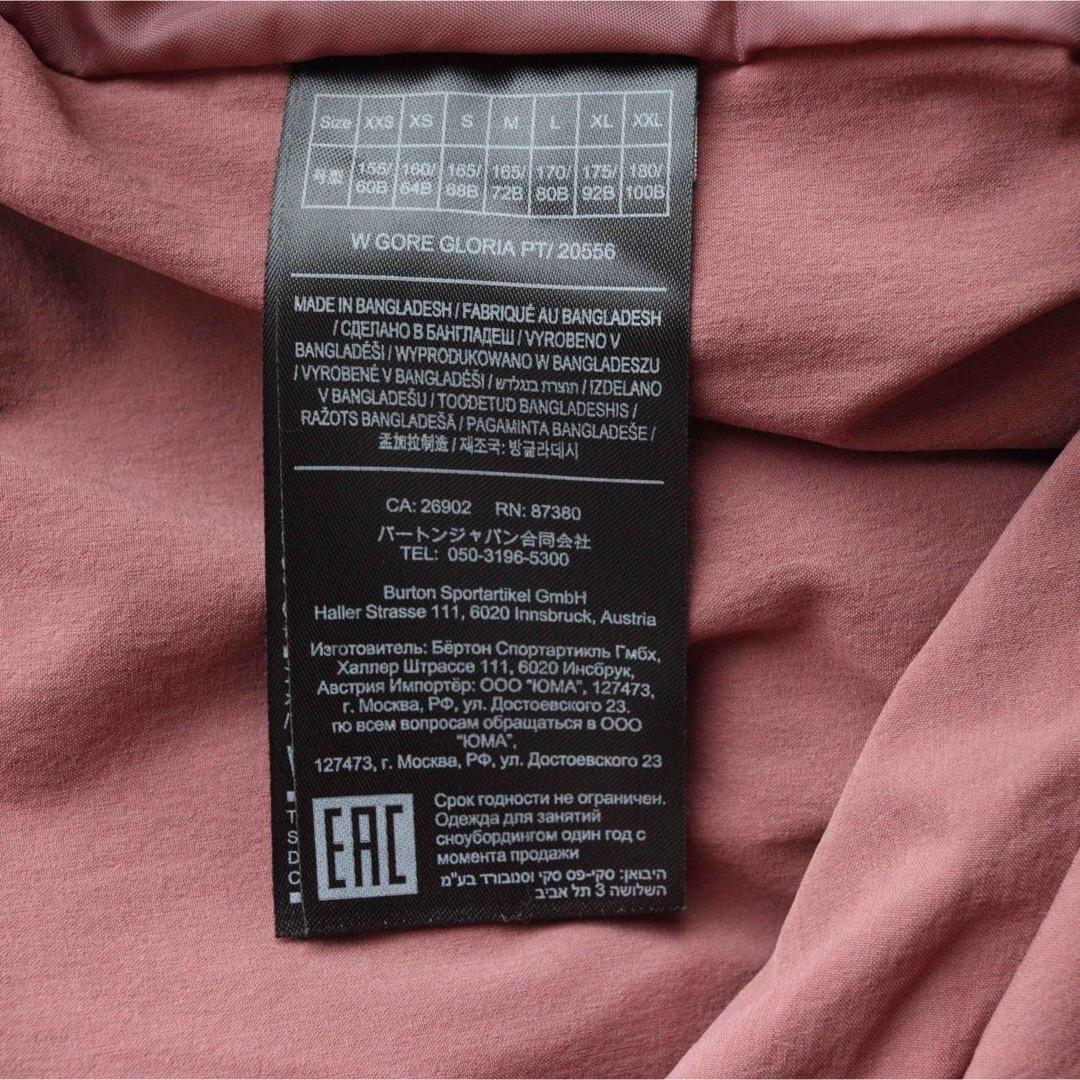 Size XXS XS S M L XL XXL
号型 155/ 160/ 165/ 165/ 170/ 175/ 180/
60B 64B 68B 72B 80B 92B 100B
W GORE GLORIA PT/ 20556
MADE IN BANGLADESH / FABRIQUÉ AU BANGLADESH
/ СДЕЛАНО В БАНГЛАДЕШ / VYROBENO V
BANGLADÉŠI / WYPRODUKOWANO W BANGLADESZU
/ VYROBENÉ V BANGLADÉŠI / תוצרת בנגלדש / IZDELANO
V BANGLADEŠU / TOODETUD BANGLADESHIS /
RAŽOTS BANGLADEŠĀ / PAGAMINTA BANGLADEŠE /
孟加拉制造 / 제조국: 방글라데시
CA: 26902 RN: 87380
バートンジャパン合同会社
TEL: 050-3196-5300
Burton Sportartikel GmbH
Haller Strasse 111, 6020 Innsbruck, Austria
Изготовитель: Бёртон Спортартикль Гмбх,
Халлер Штрассе 111, 6020 Инсбрук,
Австрия Импортёр: ООО "ЮМА", 127473,
г. Москва, РФ, ул. Достоевского 23.
по всем вопросам обращаться в ООО
"ЮМА",
127473, г. Москва, РФ, ул. Достоевского 23
EAC
Срок годности не ограничен.
Одежда для занятий
сноубордингом один год с
момента продажи
היבואן: סקי-פס סקי וסנובורד בע"מ
השלושה 3 תל אביב